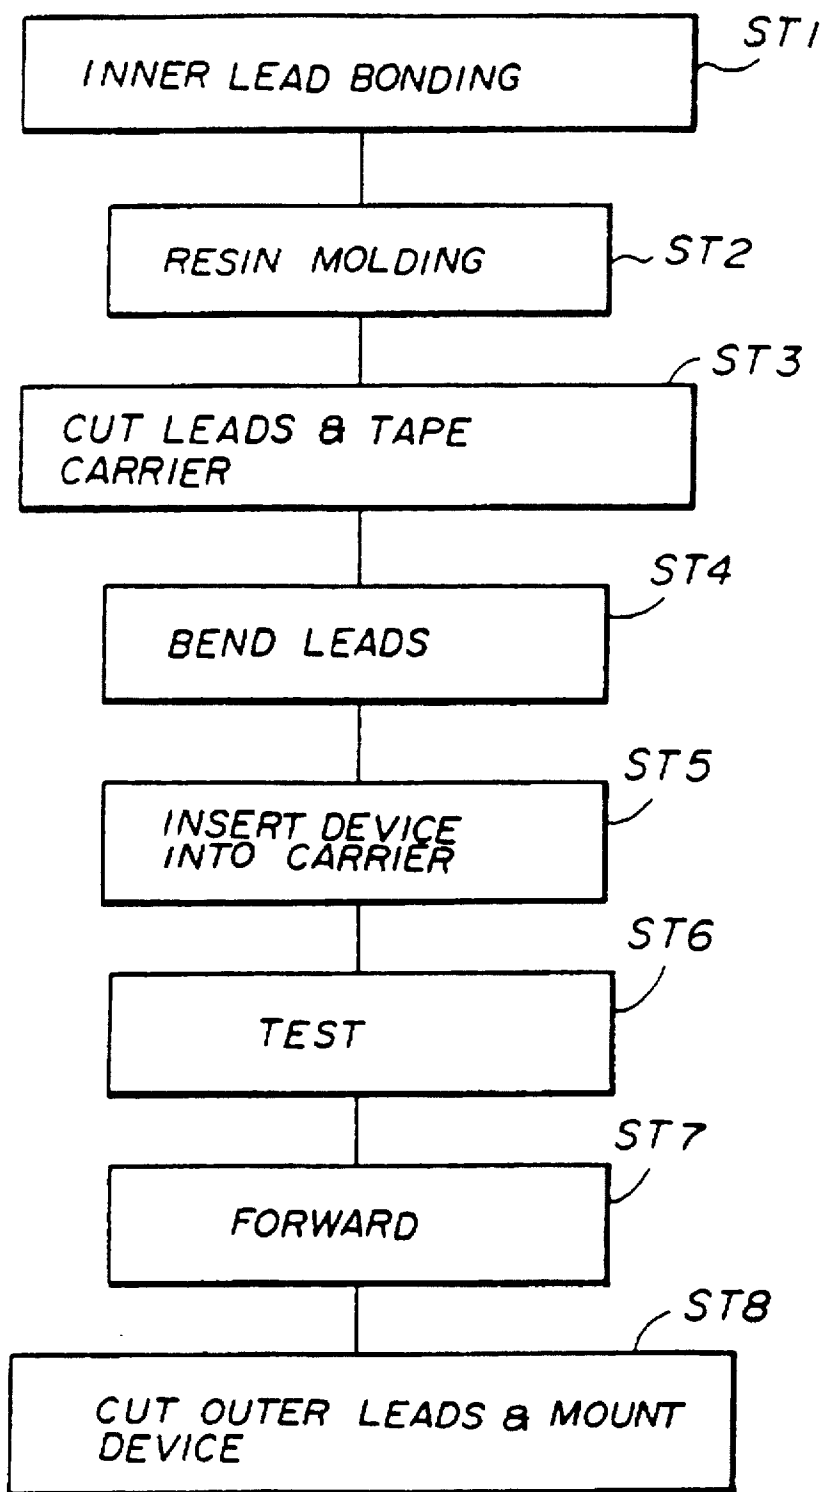 ST1
INNER LEAD BONDING
RESIN MOLDING
ST2
ST3
CUT LEADS & TAPE
CARRIER
ST4
BEND LEADS
ST5
INSERT DEVICE
INTO CARRIER
ST6
TEST
ST7
FORWARD
ST8
CUT OUTER LEADS & MOUNT
DEVICE